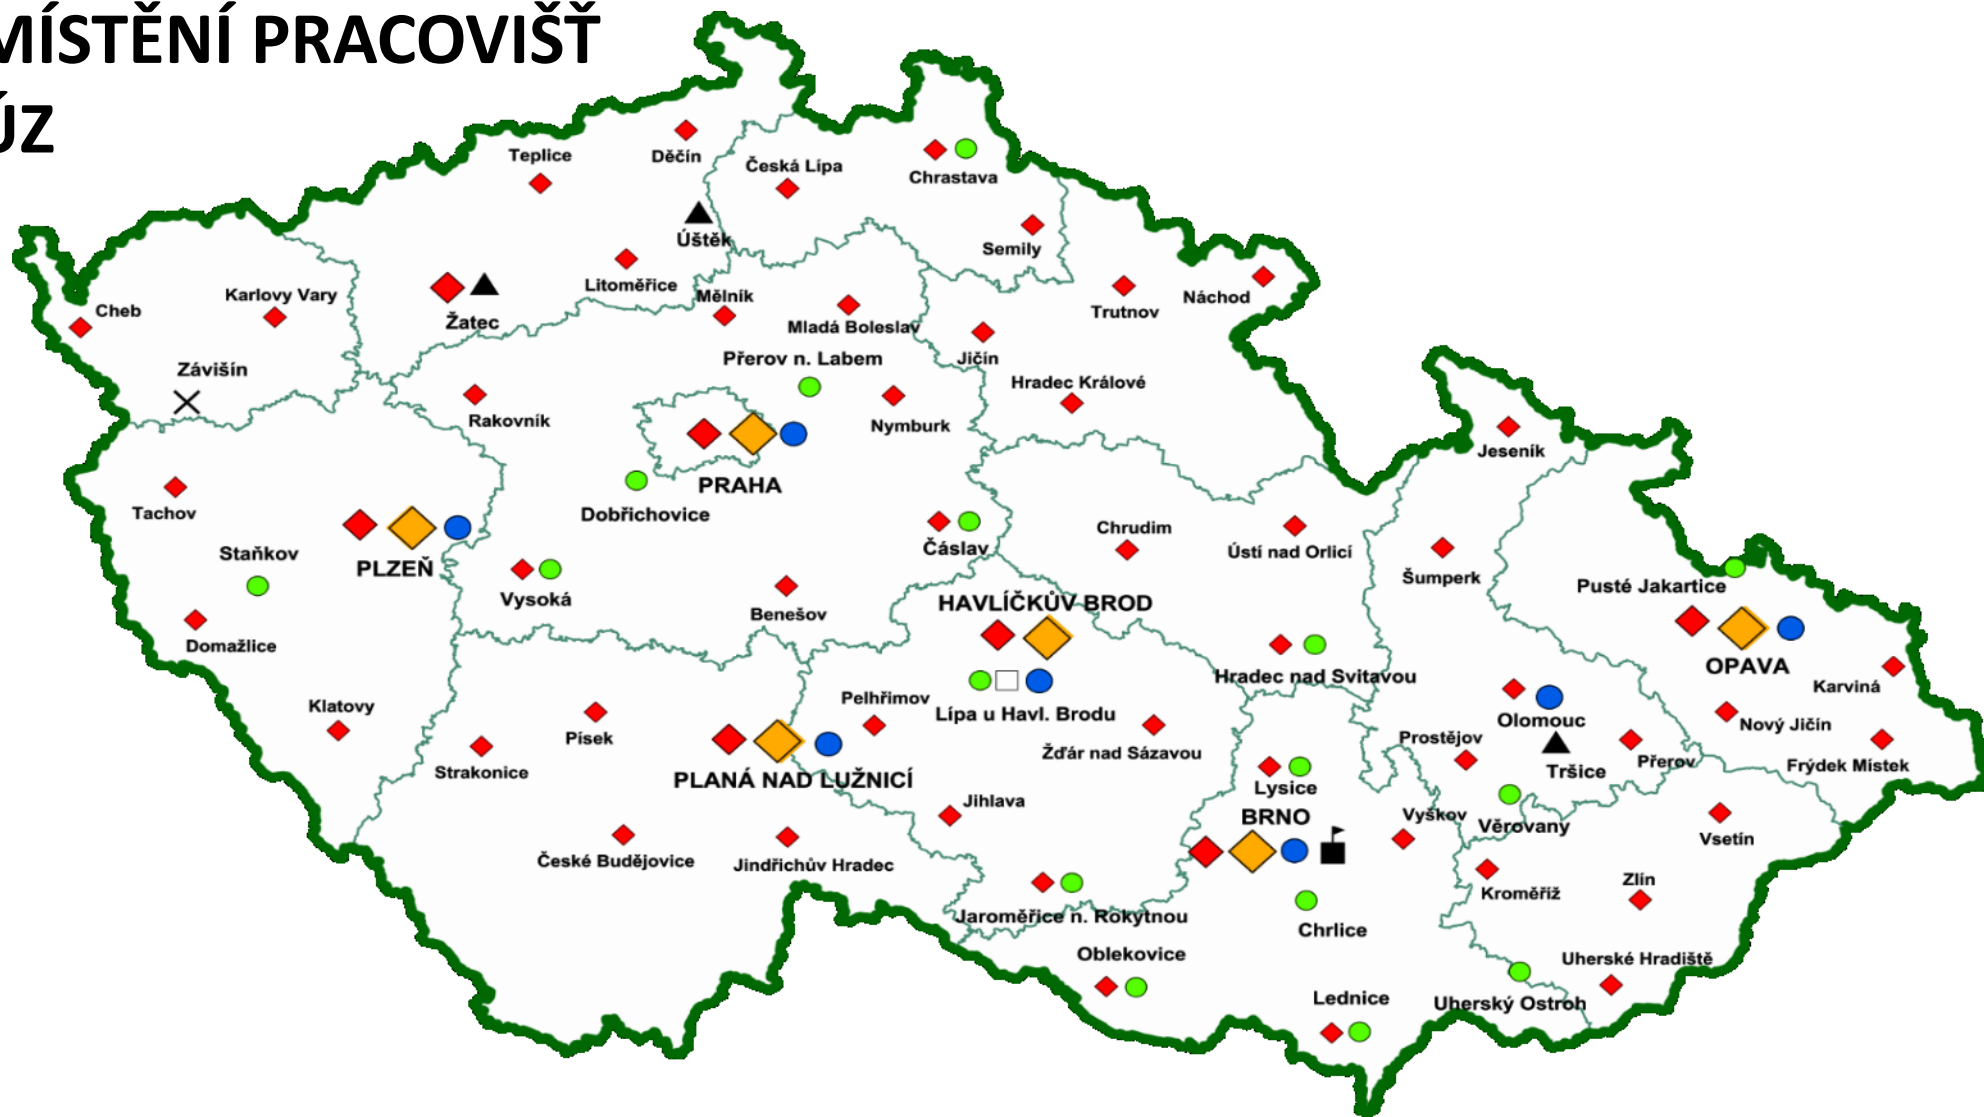 MÍSTĚNÍ PRACOVIŠŤ
ÚZ
Teplice
Děčín
Česká Lípa
Chrastava
Úštěk
Semily
Litoměřice
Karlovy Vary
Cheb
Žatec
Mělník
Mladá Boleslav
Trutnov
Náchod
Závišín
Přerov n. Labem
Jičín
Hradec Králové
Rakovník
Nymburk
Jeseník
PRAHA
Dobřichovice
Tachov
Staňkov
PLZEŇ
Čáslav
Chrudim
Ústí nad Orlicí
Šumperk
Pusté Jakartice
Vysoká
Benešov
HAVLÍČKŮV BROD
Domažlice
OPAVA
Hradec nad Svitavou
Karviná
Klatovy
Pelhřimov
Lípa u Havl. Brodu
Olomouc
Nový Jičín
Písek
Žďár nad Sázavou
Prostějov
Přerov
Frýdek Místek
Strakonice
PLANÁ NAD LUŽNICÍ
Tršice
Lysice
Jihlava
BRNO
Vyškov
Věrovany
Vsetín
České Budějovice
Jindřichův Hradec
Kroměříž
Zlín
Jaroměřice n. Rokytnou
Chrlice
Oblekovice
Uherské Hradiště
Lednice
Uherský Ostroh